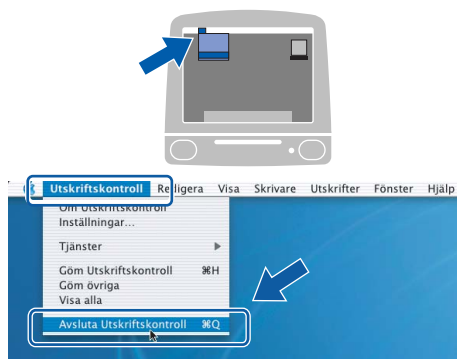 Utskriftskontroll Redigera Visa Skrivare Utskrifter Fönster Hjälp
Om Utskriftskontroll
Inställningar...
Tjänster
Göm Utskriftskontroll ⌘H
Göm övriga
Visa alla
Avsluta Utskriftskontroll ⌘Q